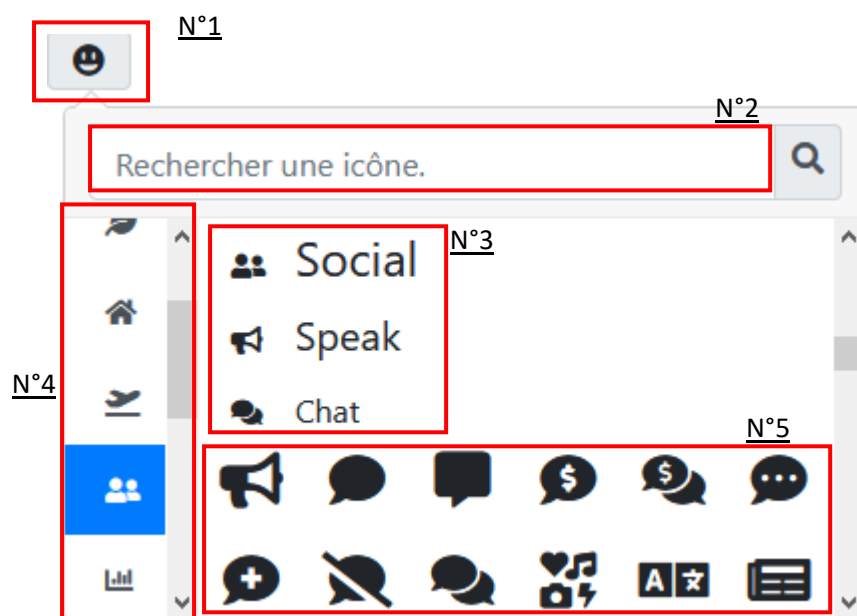 N°1
N°2
Rechercher une icône.
Social
N°3
Speak
N°4
Chat
N°5
$
$
A